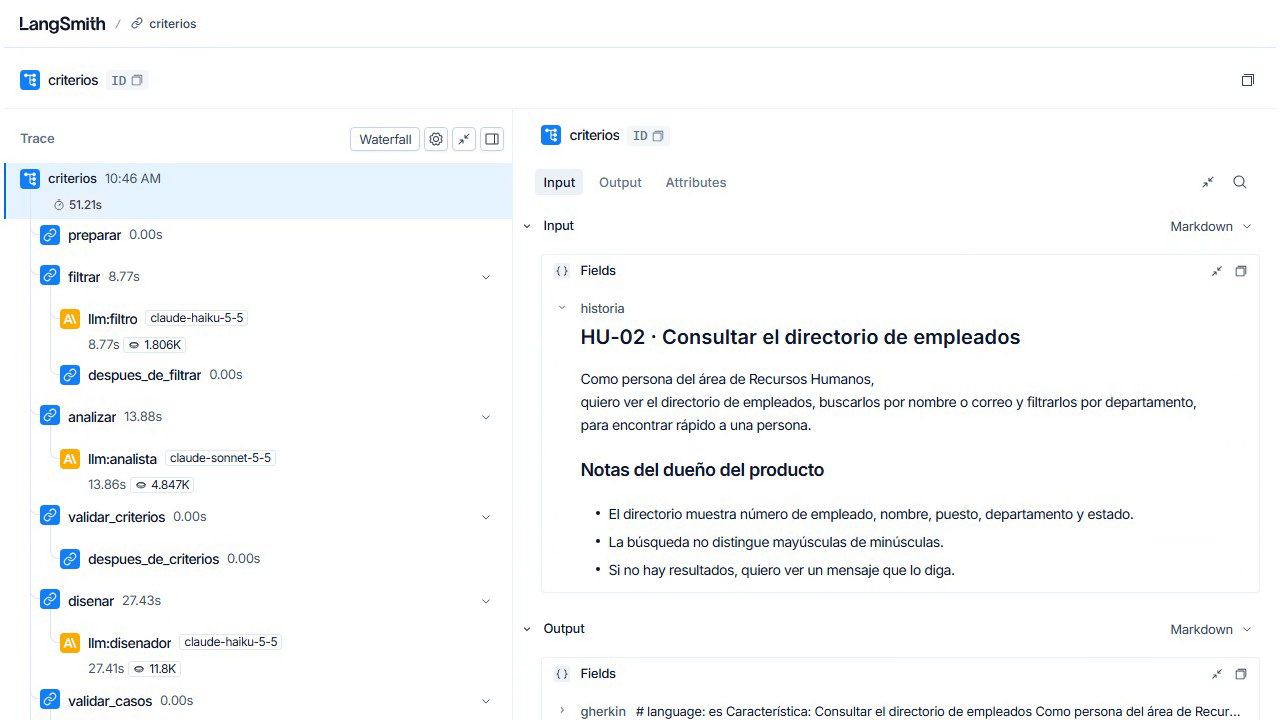 LangSmith / criterios
criterios ID
Trace
Waterfall
criterios 10:46 AM
51.21s
preparar 0.00s
filtrar 8.77s
llm:filtro claude-haiku-5-5
8.77s 1.806K
despues_de_filtrar 0.00s
analizar 13.88s
llm:analista claude-sonnet-5-5
13.86s 4.847K
validar_criterios 0.00s
despues_de_criterios 0.00s
disenar 27.43s
llm:disenador claude-haiku-5-5
27.41s 11.8K
validar_casos 0.00s
criterios ID
Input Output Attributes
Input Markdown
{} Fields
historia
HU-02 · Consultar el directorio de empleados
Como persona del área de Recursos Humanos,
quiero ver el directorio de empleados, buscarlos por nombre o correo y filtrarlos por departamento,
para encontrar rápido a una persona.
Notas del dueño del producto
• El directorio muestra número de empleado, nombre, puesto, departamento y estado.
• La búsqueda no distingue mayúsculas de minúsculas.
• Si no hay resultados, quiero ver un mensaje que lo diga.
Output Markdown
{} Fields
gherkin # language: es Característica: Consultar el directorio de empleados Como persona del área de Recur...